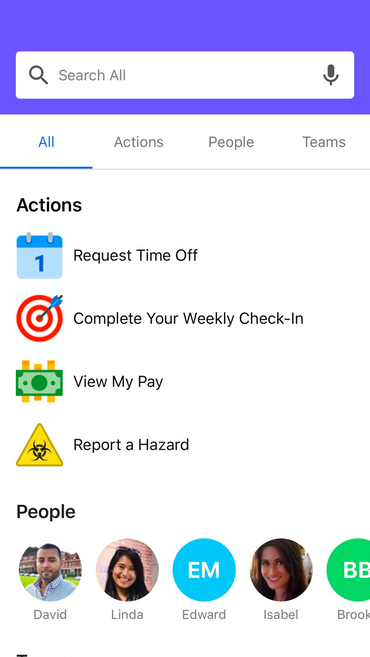 Search All
All Actions People Teams
Actions
1
Request Time Off
Complete Your Weekly Check-In
View My Pay
Report a Hazard
People
EM BB
David Linda Edward Isabel Brook